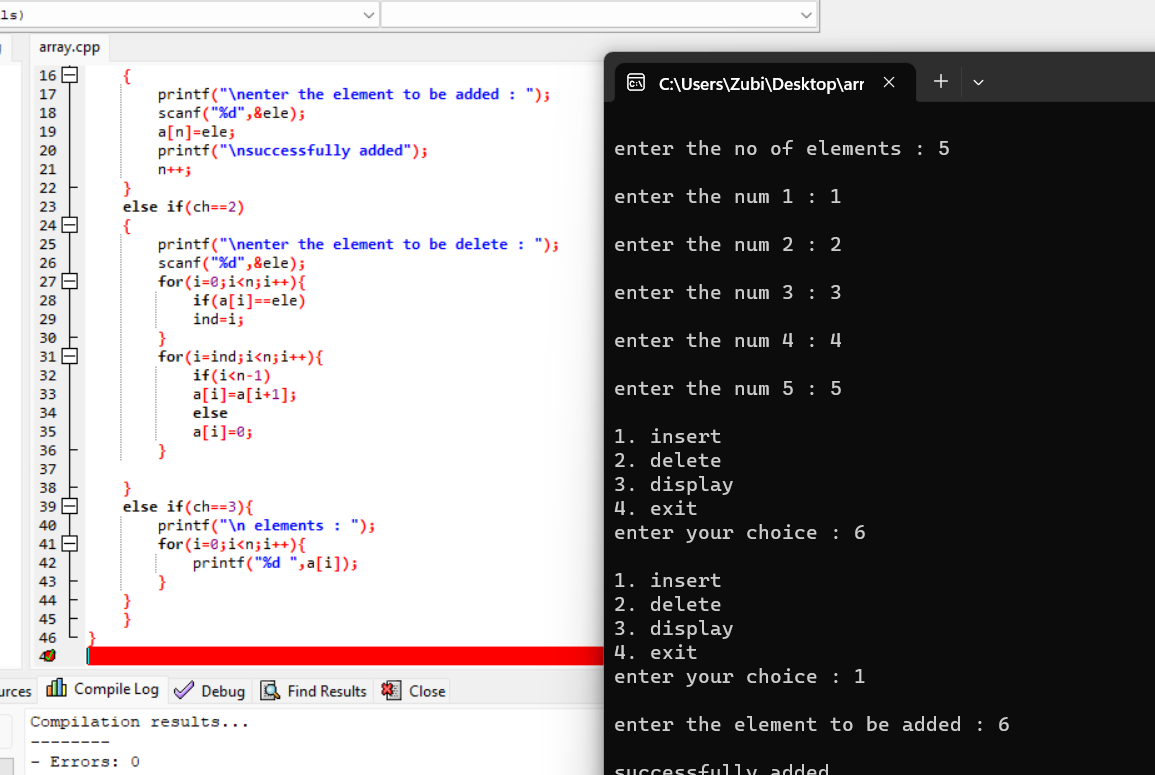 ls)
array.cpp
16 {
17 printf("\nenter the element to be added : ");
18 scanf("%d",&ele);
19 a[n]=ele;
20 printf("\nsuccessfully added");
21 n++;
22 }
23 else if(ch==2)
24 {
25 printf("\nenter the element to be delete : ");
26 scanf("%d",&ele);
27 for(i=0;i<n;i++){
28 if(a[i]==ele)
29 ind=i;
30 }
31 for(i=ind;i<n;i++){
32 if(i<n-1)
33 a[i]=a[i+1];
34 else
35 a[i]=0;
36 }
37
38 }
39 else if(ch==3){
40 printf("\n elements : ");
41 for(i=0;i<n;i++){
42 printf("%d ",a[i]);
43 }
44 }
45 }
46 }
urces Compile Log Debug Find Results Close
Compilation results...
--------
- Errors: 0
C:\Users\Zubi\Desktop\arr
enter the no of elements : 5
enter the num 1 : 1
enter the num 2 : 2
enter the num 3 : 3
enter the num 4 : 4
enter the num 5 : 5
1. insert
2. delete
3. display
4. exit
enter your choice : 6
1. insert
2. delete
3. display
4. exit
enter your choice : 1
enter the element to be added : 6
successfully added